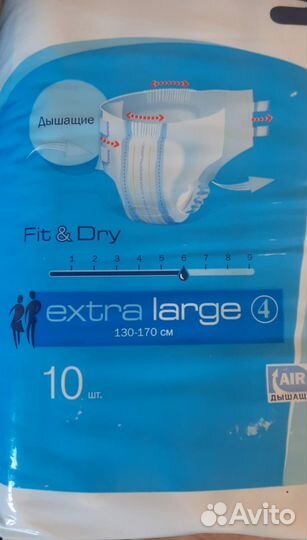 Дышащие
Fit & Dry
1 2 3 4 5 6 7 8 9
extra large 4
130-170 см
10 шт.
AIR
Avito